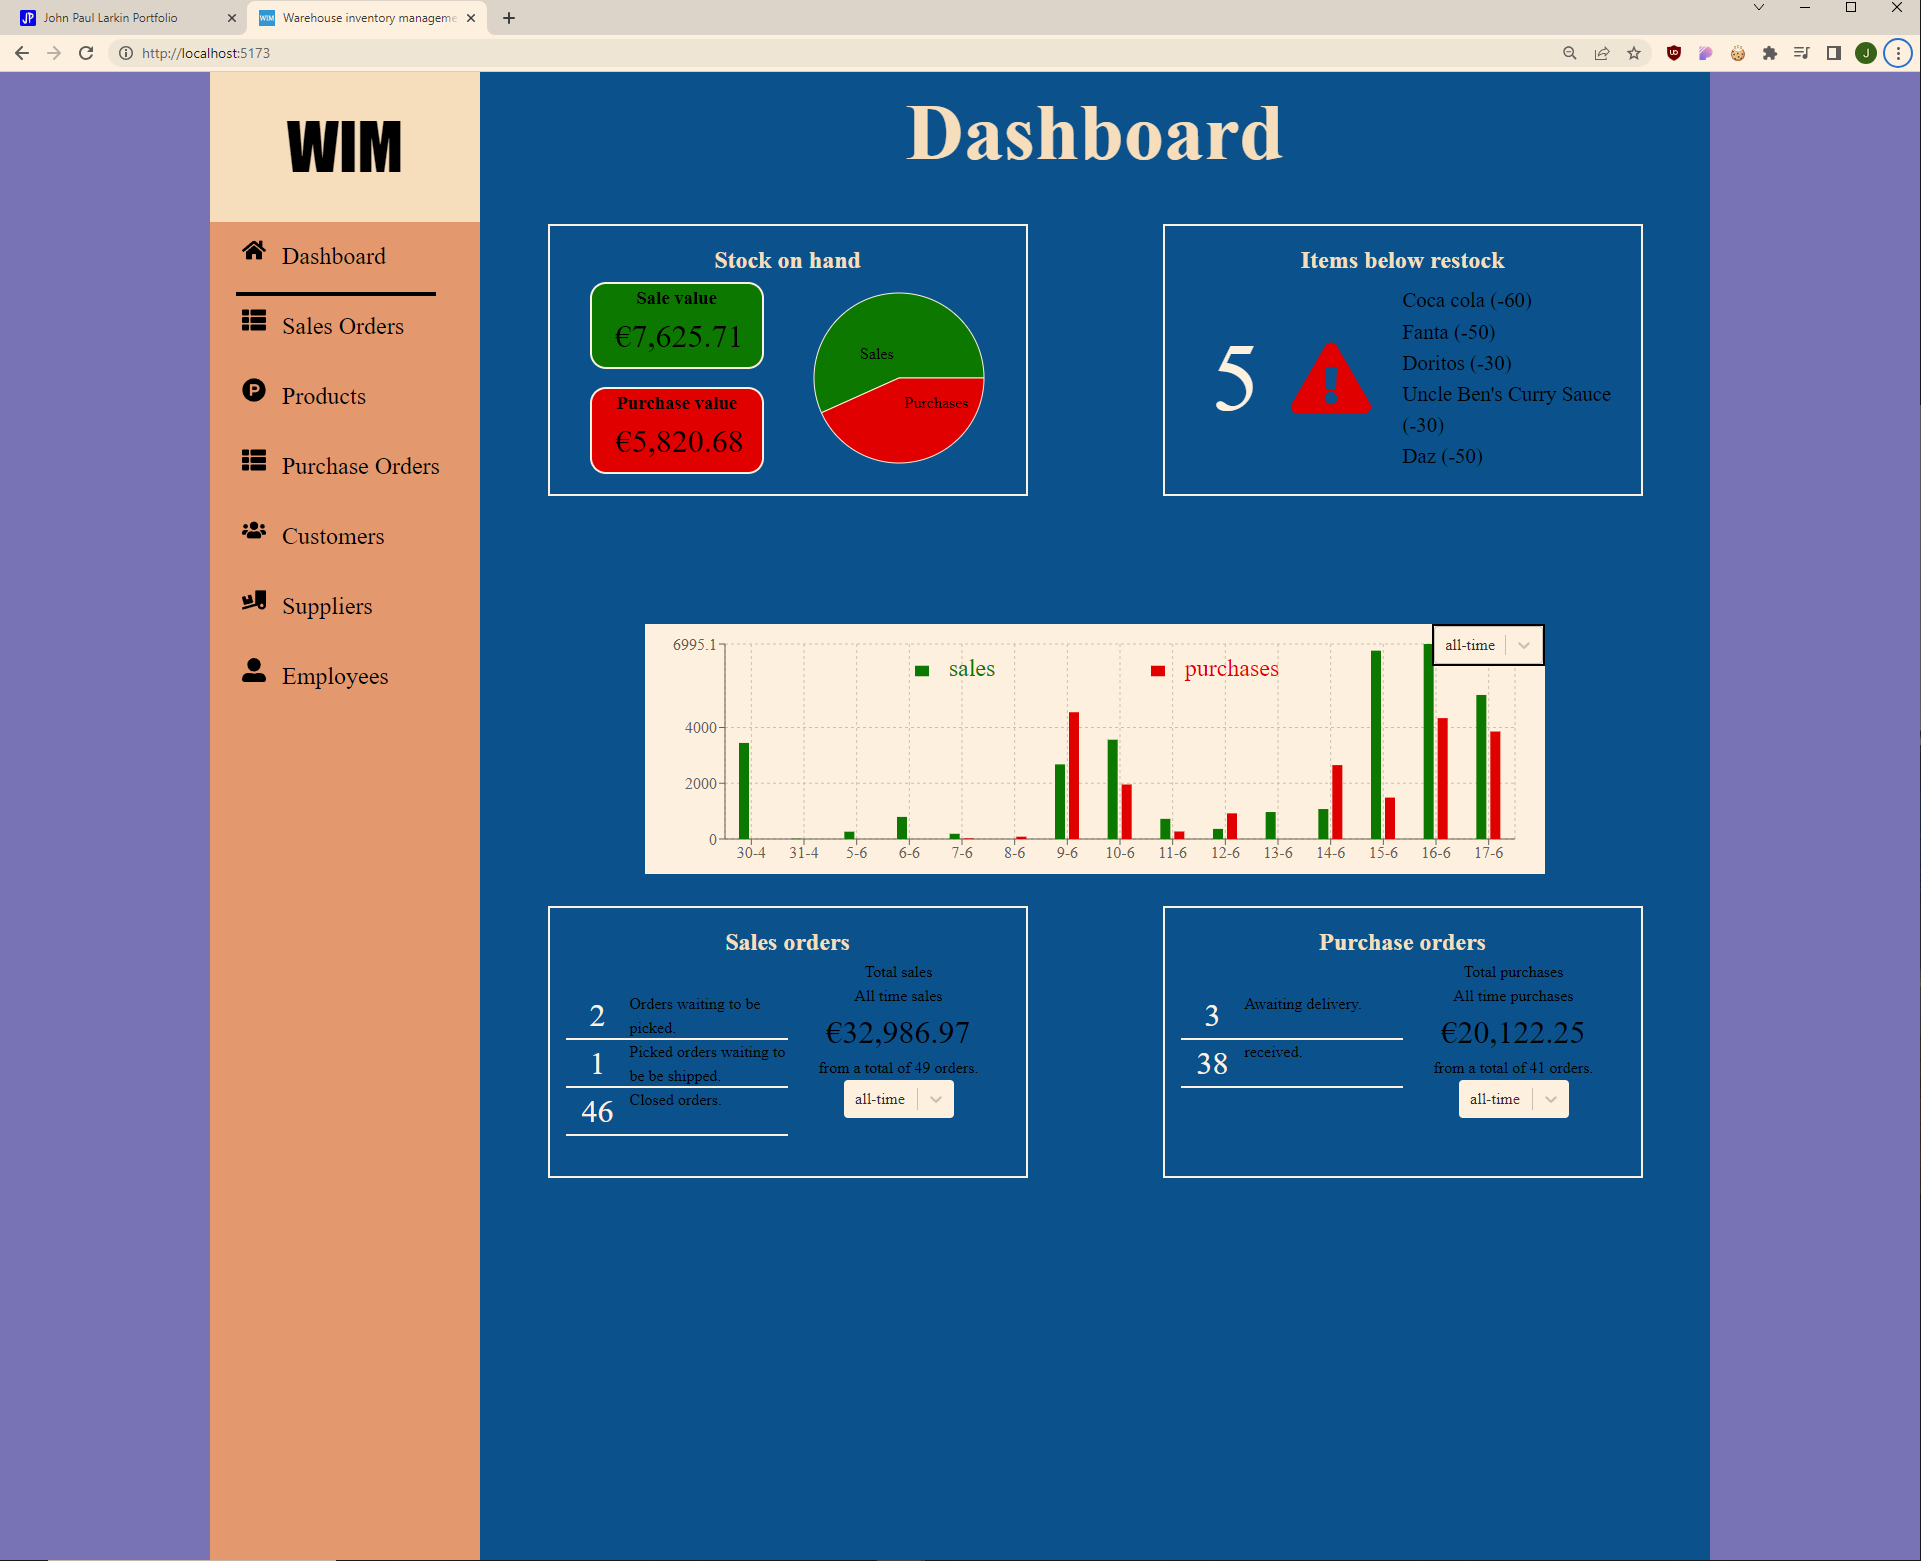 John Paul Larkin Portfolio
WIM
Warehouse inventory manageme
http://localhost:5173
J
WIM
Dashboard
Sales Orders
Products
Purchase Orders
Customers
Suppliers
Employees
Dashboard
Stock on hand
Sale value
€7,625.71
Purchase value
€5,820.68
Sales
Purchases
Items below restock
5
Coca cola (-60)
Fanta (-50)
Doritos (-30)
Uncle Ben's Curry Sauce
(-30)
Daz (-50)
sales
purchases
all-time
6995.1
4000
2000
0
30-4 31-4 5-6 6-6 7-6 8-6 9-6 10-6 11-6 12-6 13-6 14-6 15-6 16-6 17-6
Sales orders
2
Orders waiting to be
picked.
1
Picked orders waiting to
be be shipped.
46
Closed orders.
Total sales
All time sales
€32,986.97
from a total of 49 orders.
all-time
Purchase orders
3
Awaiting delivery.
38
received.
Total purchases
All time purchases
€20,122.25
from a total of 41 orders.
all-time